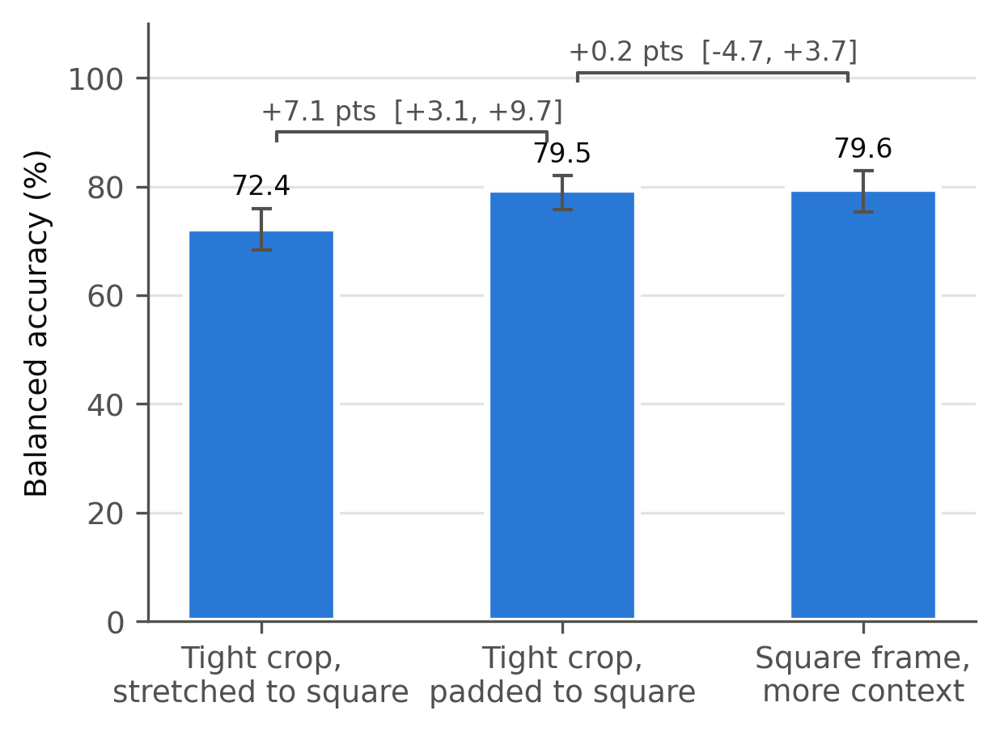 +0.2 pts [-4.7, +3.7]
100
+7.1 pts [+3.1, +9.7]
79.5
79.6
72.4
80
60
40
20
0
Balanced accuracy (%)
Tight crop,
stretched to square
Tight crop,
padded to square
Square frame,
more context